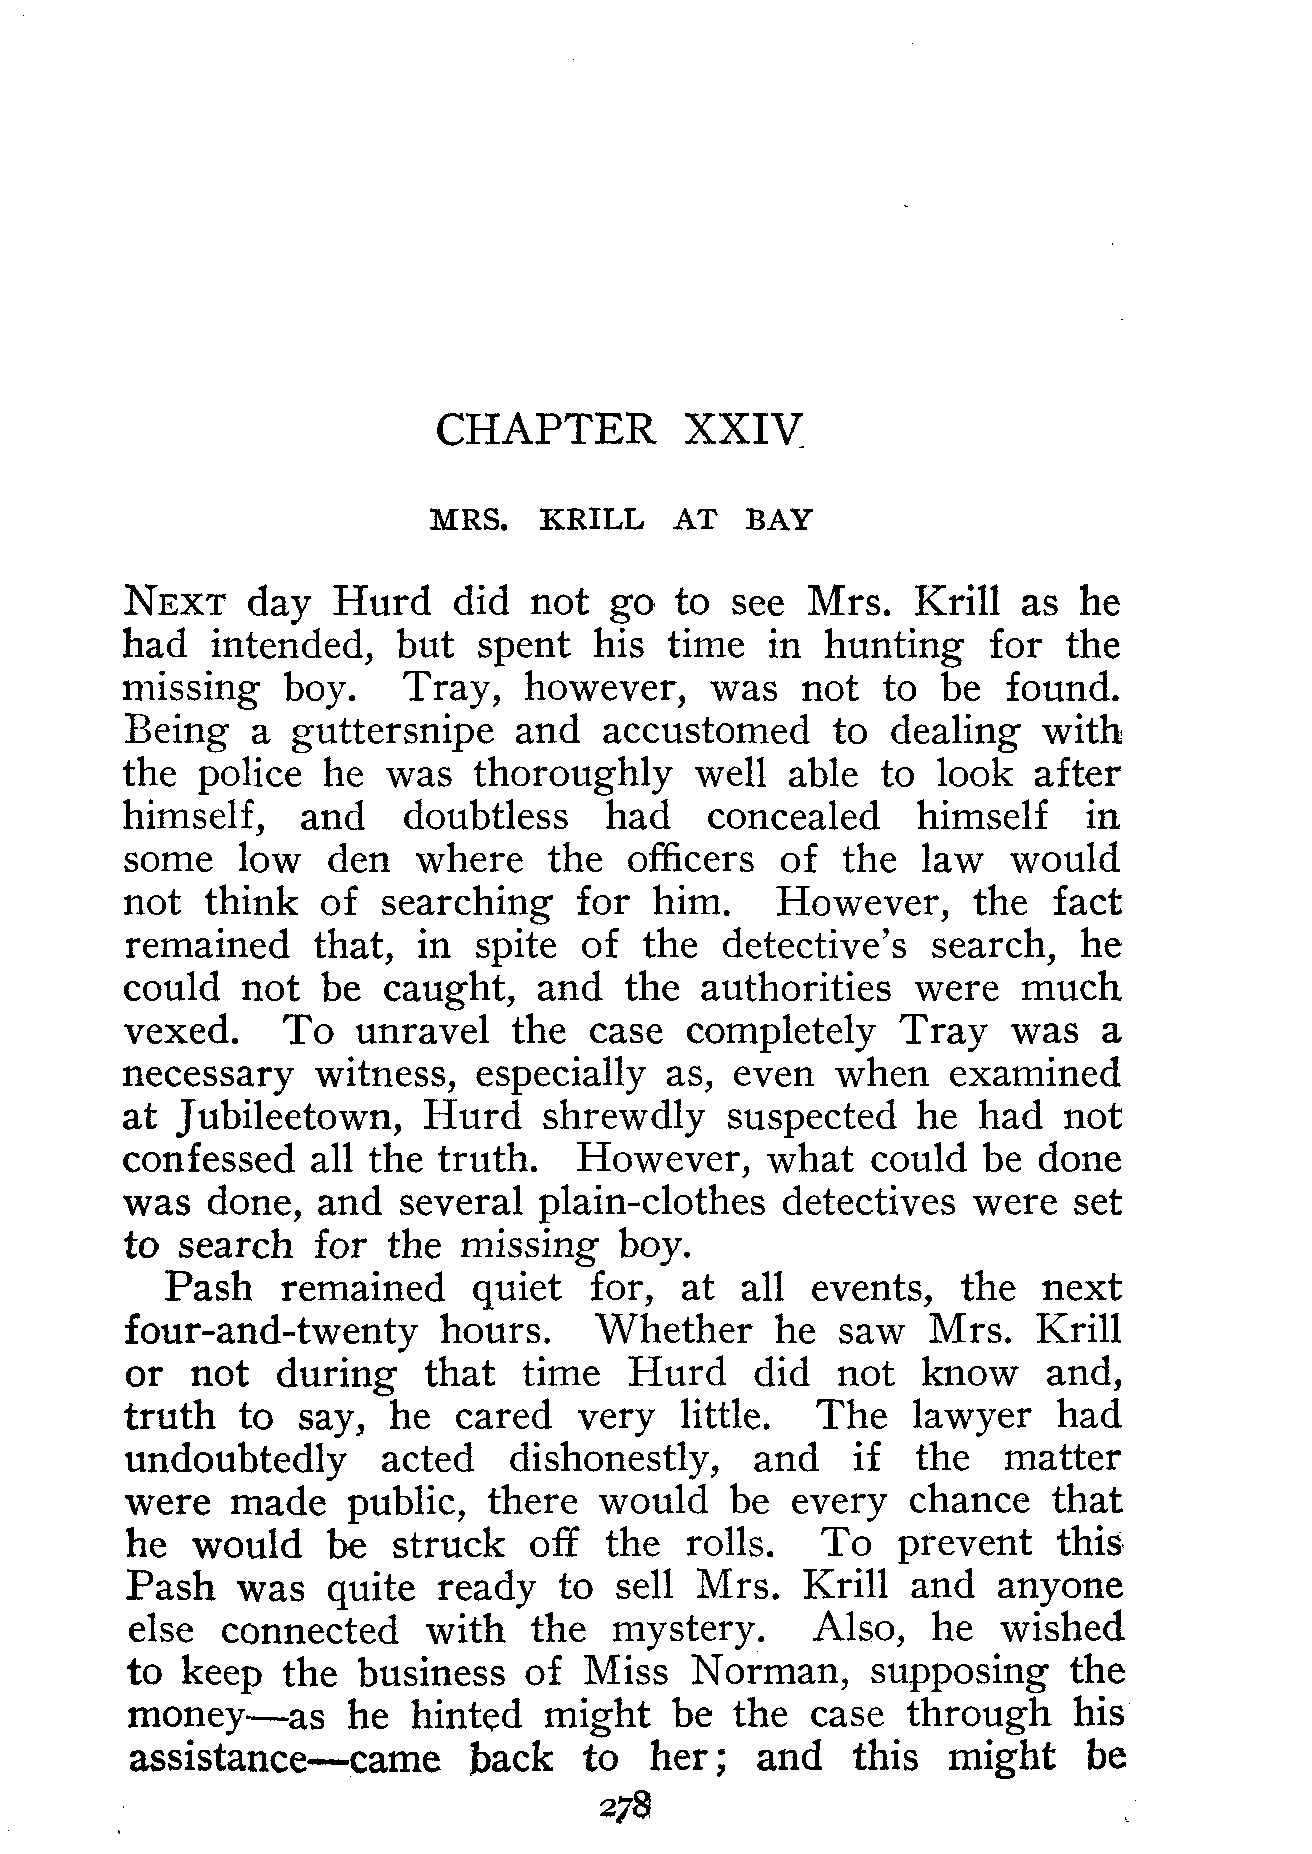 CHAPTER XXIV.
MRS. KRILL AT BAY
NEXT day Hurd did not go to see Mrs. Krill as he
had intended, but spent his time in hunting for the
missing boy. Tray, however, was not to be found.
Being a guttersnipe and accustomed to dealing with
the police he was thoroughly well able to look after
himself, and doubtless had concealed himself in
some low den where the officers of the law would
not think of searching for him. However, the fact
remained that, in spite of the detective's search, he
could not be caught, and the authorities were much
vexed. To unravel the case completely Tray was a
necessary witness, especially as, even when examined
at Jubileetown, Hurd shrewdly suspected he had not
confessed all the truth. However, what could be done
was done, and several plain-clothes detectives were set
to search for the missing boy.
Pash remained quiet for, at all events, the next
four-and-twenty hours. Whether he saw Mrs. Krill
or not during that time Hurd did not know and,
truth to say, he cared very little. The lawyer had
undoubtedly acted dishonestly, and if the matter
were made public, there would be every chance that
he would be struck off the rolls. To prevent this
Pash was quite ready to sell Mrs. Krill and anyone
else connected with the mystery. Also, he wished
to keep the business of Miss Norman, supposing the
money—as he hinted might be the case through his
assistance—came back to her; and this might be
278